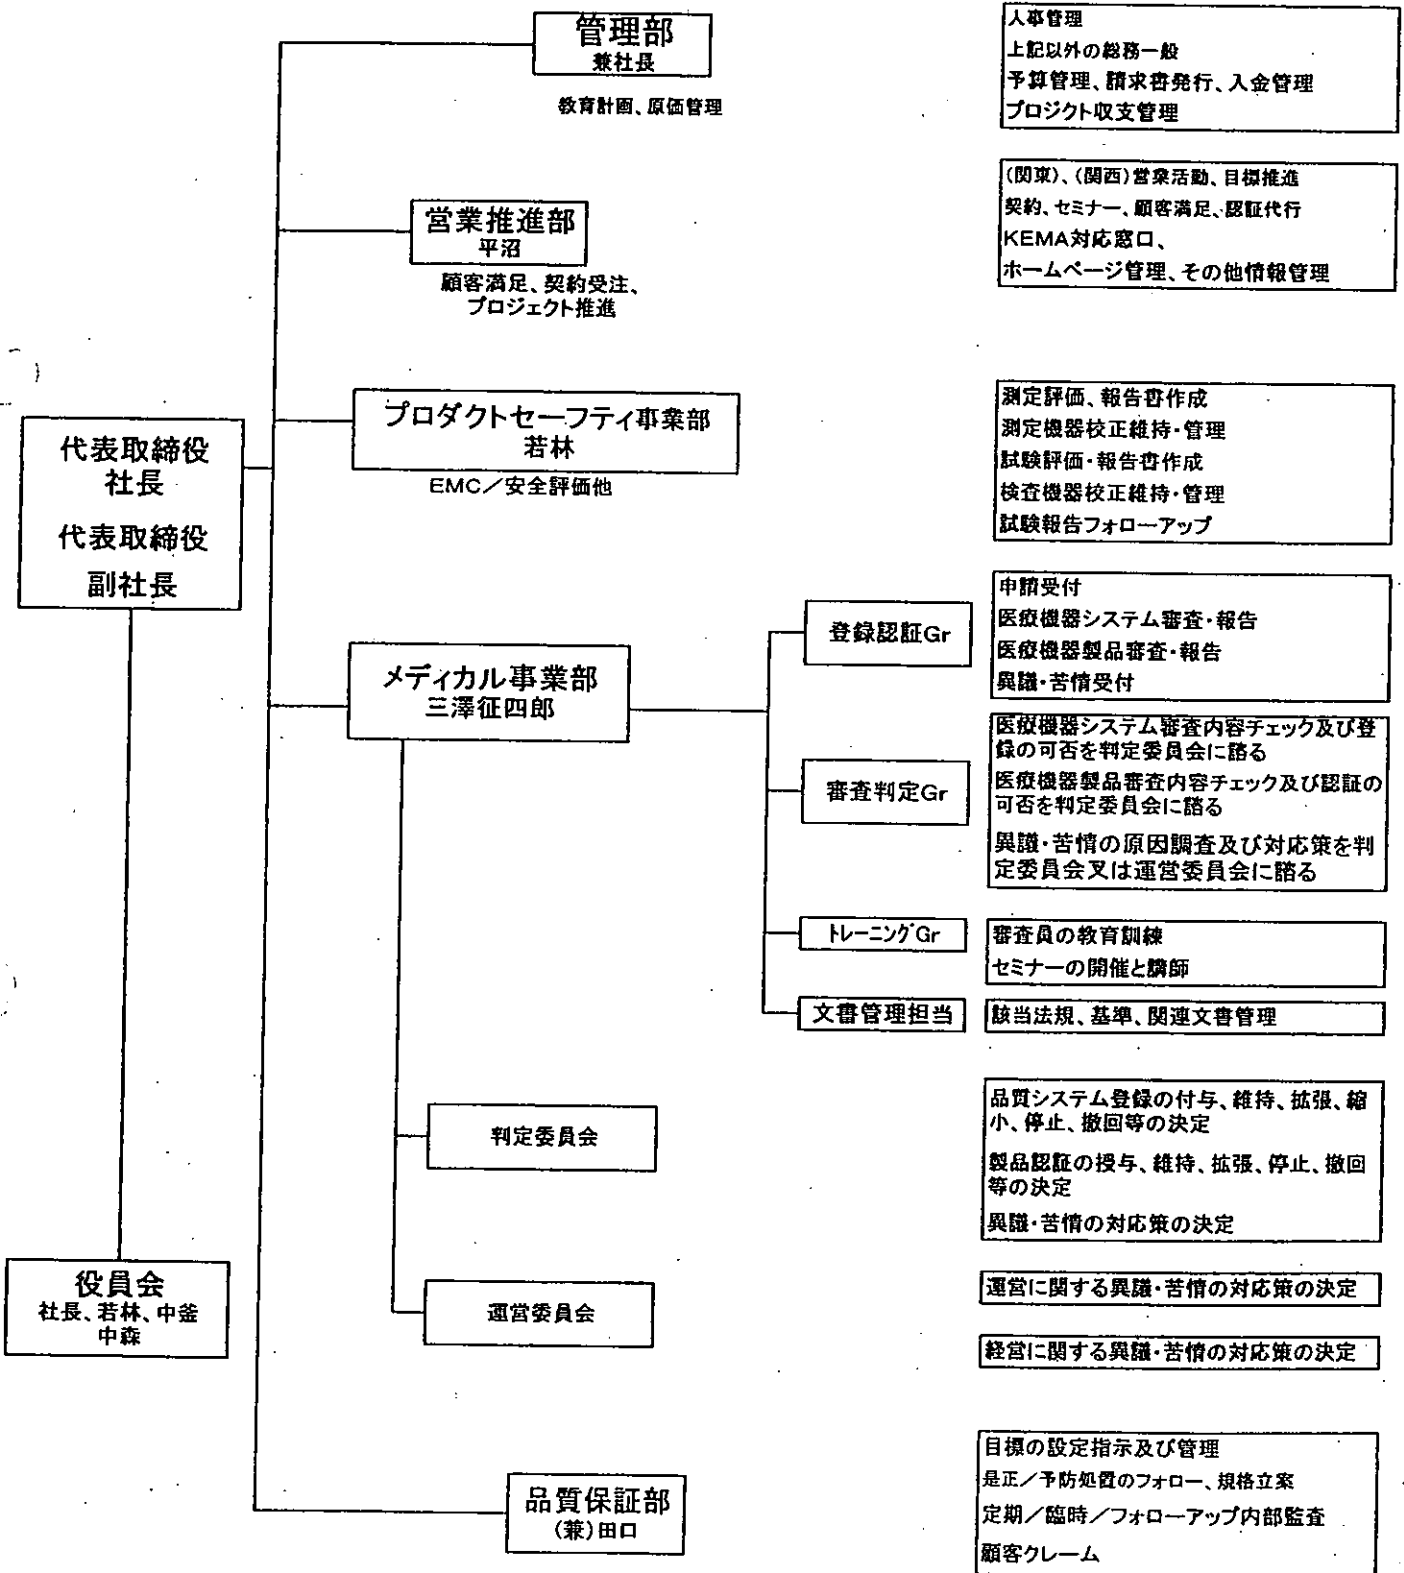 管理部
兼社長
教育計画、原価管理
人事管理
上記以外の総務一般
予算管理、請求書発行、入金管理
プロジクト収支管理
営業推進部
平沼
顧客満足、契約受注、
プロジェクト推進
(関東)、(関西)営業活動、目標推進
契約、セミナー、顧客満足、認証代行
KEMA対応窓口、
ホームページ管理、その他情報管理
代表取締役
社長
代表取締役
副社長
プロダクトセーフティ事業部
若林
EMC／安全評価他
測定評価、報告書作成
測定機器校正維持・管理
試験評価・報告書作成
検査機器校正維持・管理
試験報告フォローアップ
メディカル事業部
三澤征四郎
登録認証Gr
申請受付
医療機器システム審査・報告
医療機器製品審査・報告
異議・苦情受付
審査判定Gr
医療機器システム審査内容チェック及び登
録の可否を判定委員会に諮る
医療機器製品審査内容チェック及び認証の
可否を判定委員会に諮る
異議・苦情の原因調査及び対応策を判
定委員会又は運営委員会に諮る
ﾄﾚｰﾆﾝｸﾞGr
審査員の教育訓練
セミナーの開催と講師
文書管理担当
該当法規、基準、関連文書管理
判定委員会
品質システム登録の付与、維持、拡張、縮
小、停止、撤回等の決定
製品認証の授与、維持、拡張、停止、撤回
等の決定
異議・苦情の対応策の決定
役員会
社長、若林、中釜
中森
運営委員会
運営に関する異議・苦情の対応策の決定
経営に関する異議・苦情の対応策の決定
品質保証部
(兼)田口
目標の設定指示及び管理
是正／予防処置のフォロー、規格立案
定期／臨時／フォローアップ内部監査
顧客クレーム